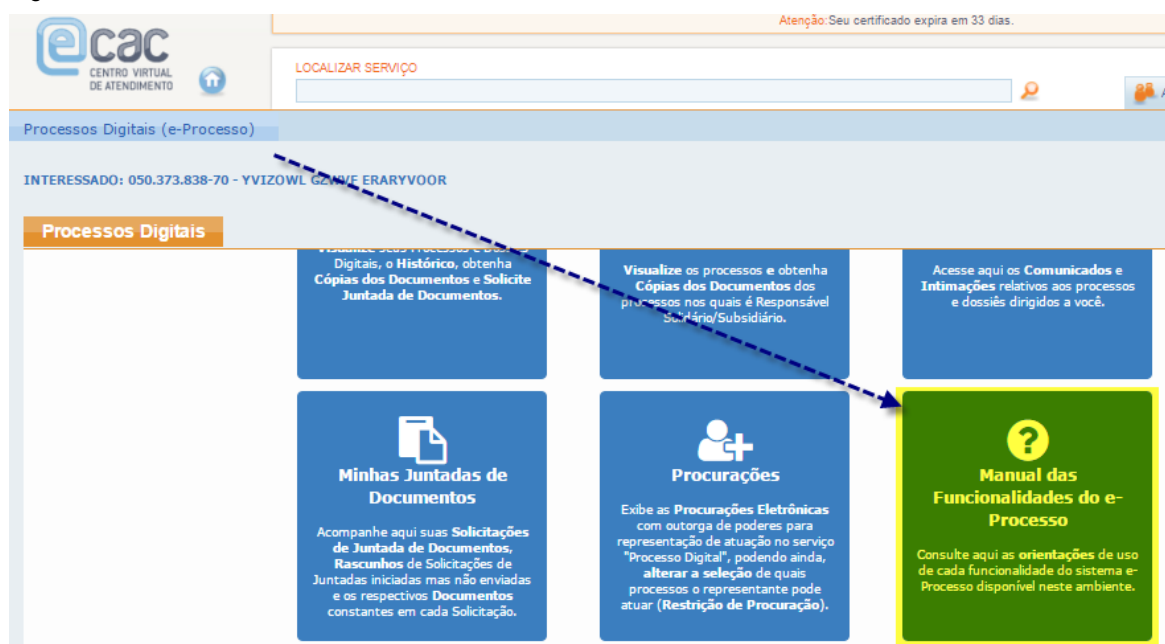 Atenção:Seu certificado expira em 33 dias.
ecac
CENTRO VIRTUAL
DE ATENDIMENTO
LOCALIZAR SERVIÇO
A
Processos Digitais (e-Processo)
INTERESSADO: 050.373.838-70 - YVIZOWL GZWVF ERARYVOOR
Processos Digitais
Digitais, o Histórico, obtenha
Cópias dos Documentos e Solicite
Juntada de Documentos.
Visualize os processos e obtenha
Cópias dos Documentos dos
processos nos quais é Responsável
Solidário/Subsidiário.
Acesse aqui os Comunicados e
Intimações relativos aos processos
e dossiês dirigidos a você.
Minhas Juntadas de
Documentos
Acompanhe aqui suas Solicitações
de Juntada de Documentos,
Rascunhos de Solicitações de
Juntadas iniciadas mas não enviadas
e os respectivos Documentos
constantes em cada Solicitação.
Procurações
Exibe as Procurações Eletrônicas
com outorga de poderes para
representação de atuação no serviço
"Processo Digital", podendo ainda,
alterar a seleção de quais
processos o representante pode
atuar (Restrição de Procuração).
?
Manual das
Funcionalidades do e-
Processo
Consulte aqui as orientações de uso
de cada funcionalidade do sistema e-
Processo disponível neste ambiente.